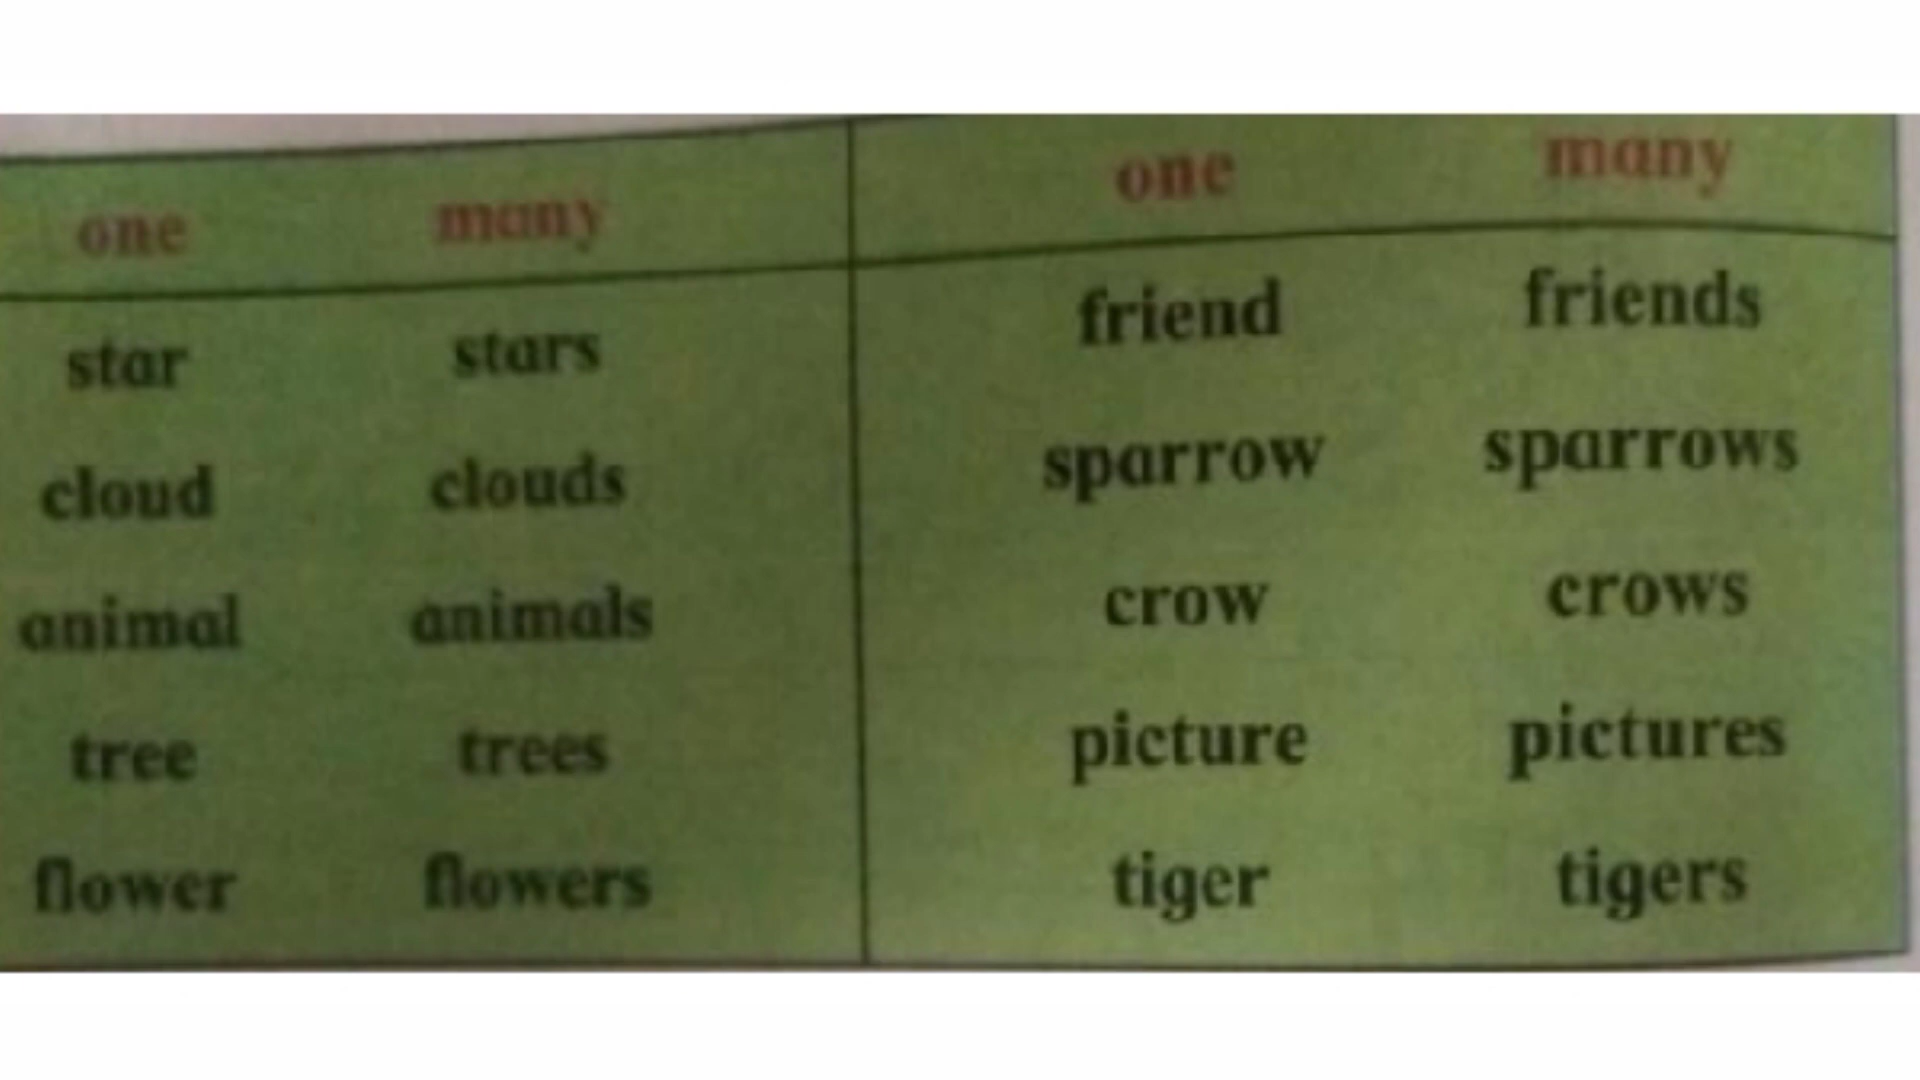 one many one many
star stars friend friends
cloud clouds sparrow sparrows
animal animals crow crows
tree trees picture pictures
flower flowers tiger tigers